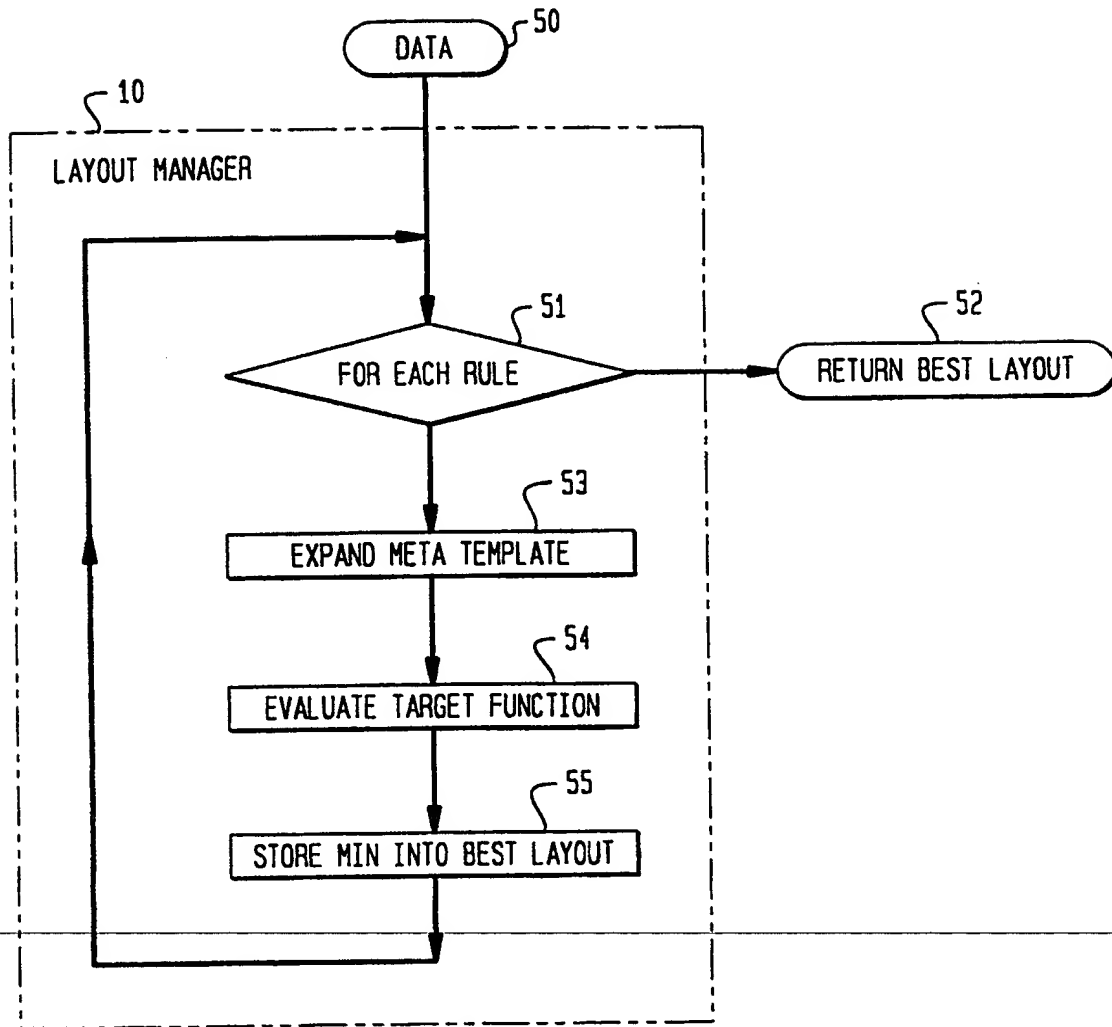 50
DATA
10
LAYOUT MANAGER
51
FOR EACH RULE
52
RETURN BEST LAYOUT
53
EXPAND META TEMPLATE
54
EVALUATE TARGET FUNCTION
55
STORE MIN INTO BEST LAYOUT